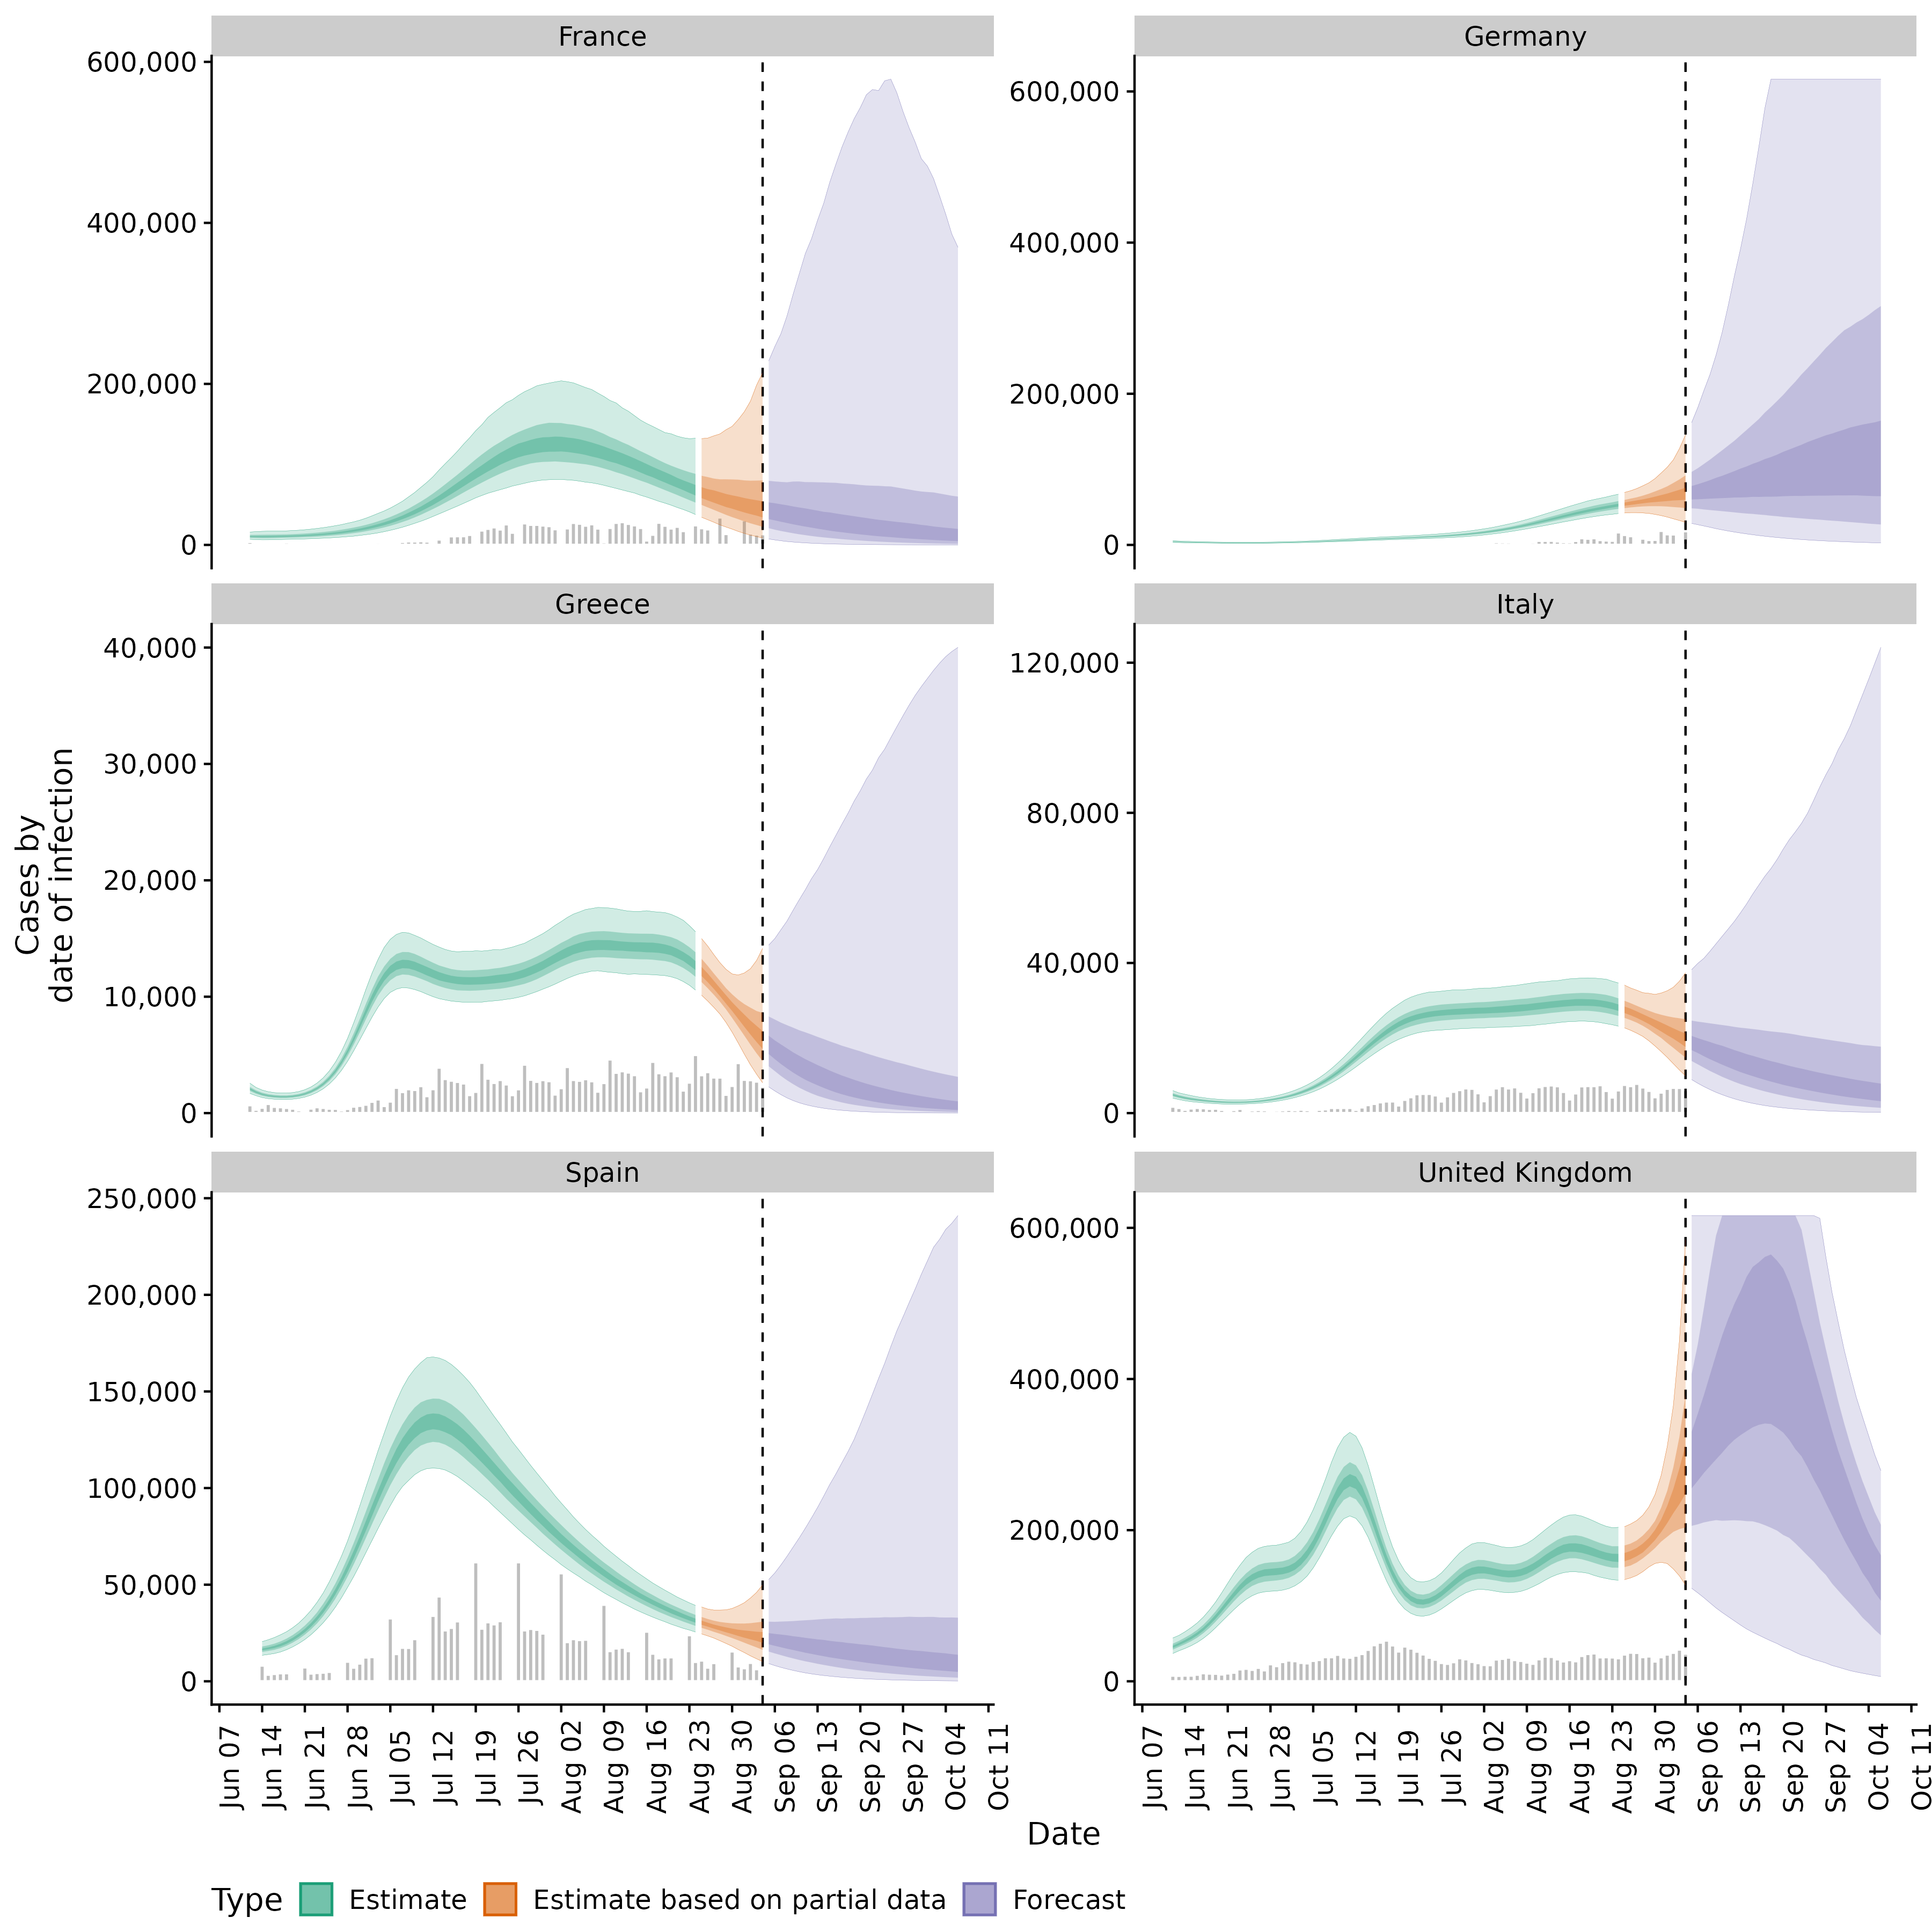 France
Germany
600,000
400,000
200,000
0
600,000
400,000
200,000
0
Greece
Italy
40,000
30,000
20,000
10,000
0
120,000
80,000
40,000
0
Spain
United Kingdom
250,000
200,000
150,000
100,000
50,000
0
600,000
400,000
200,000
0
Cases by
date of infection
Jun 07
Jun 14
Jun 21
Jun 28
Jul 05
Jul 12
Jul 19
Jul 26
Aug 02
Aug 09
Aug 16
Aug 23
Aug 30
Sep 06
Sep 13
Sep 20
Sep 27
Oct 04
Oct 11
Jun 07
Jun 14
Jun 21
Jun 28
Jul 05
Jul 12
Jul 19
Jul 26
Aug 02
Aug 09
Aug 16
Aug 23
Aug 30
Sep 06
Sep 13
Sep 20
Sep 27
Oct 04
Oct 11
Date
Type Estimate Estimate based on partial data Forecast